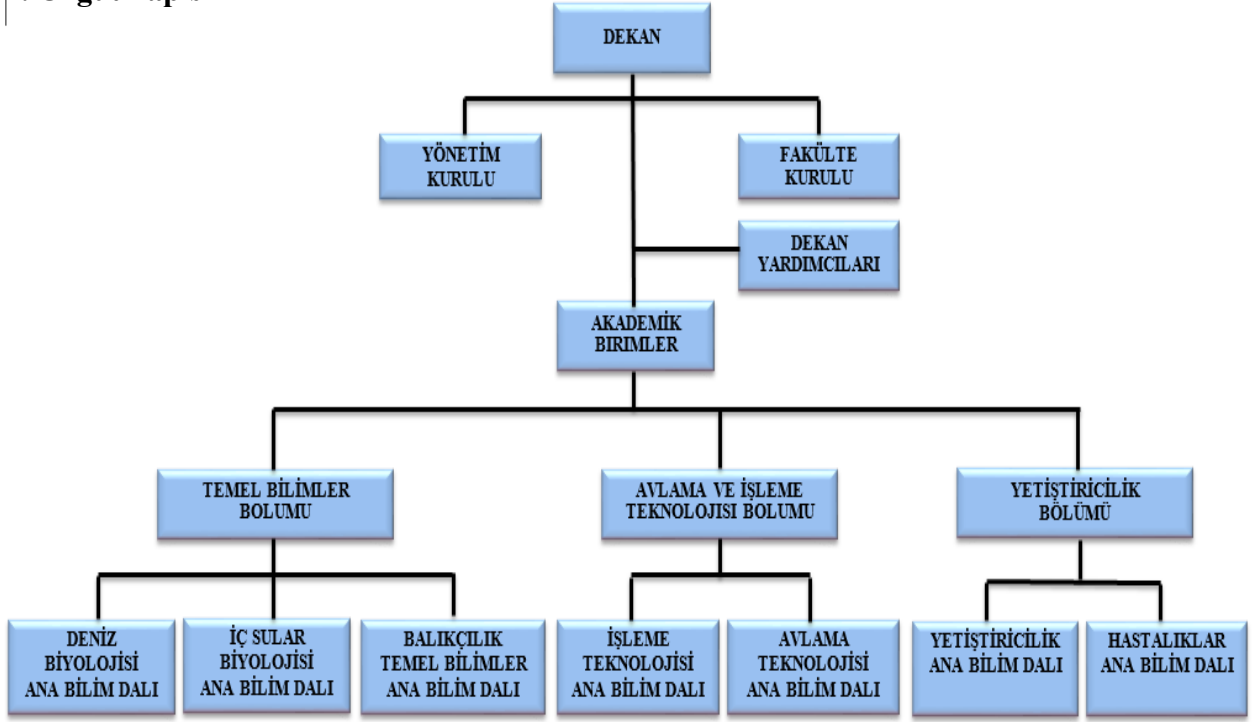 DEKAN
YÖNETİM
KURULU
FAKÜLTE
KURULU
DEKAN
YARDIMCILARI
AKADEMİK
BIRIMLER
TEMEL BİLİMLER
BOLUMU
AVLAMA VE İŞLEME
TEKNOLOJISI BOLUMU
YETİŞTİRİCİLİK
BÖLÜMÜ
DENİZ
BİYOLOJİSİ
ANA BİLİM DALI
İÇ SULAR
BİYOLOJİSİ
ANA BİLİM DALI
BALIKÇILIK
TEMEL BİLİMLER
ANA BİLİM DALI
İŞLEME
TEKNOLOJİSİ
ANA BİLİM DALI
AVLAMA
TEKNOLOJİSİ
ANA BİLİM DALI
YETİŞTİRİCİLİK
ANA BİLİM DALI
HASTALIKLAR
ANA BİLİM DALI